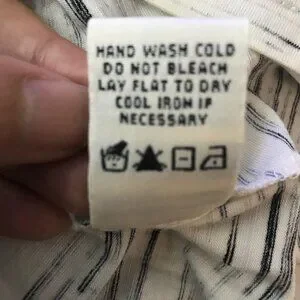 HAND WASH COLD
DO NOT BLEACH
LAY FLAT TO DRY
COOL IRON IF
NECESSARY